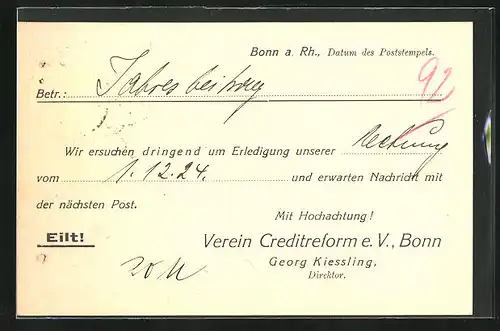 Bonn a. Rh., Datum des Poststempels.
92
Betr.: Jahresbeitrag
Wir ersuchen dringend um Erledigung unserer Rechnung
vom 1.12.24. und erwarten Nachricht mit
der nächsten Post.
Mit Hochachtung!
Eilt! Verein Creditreform e. V., Bonn
Georg Kiessling,
Direktor.